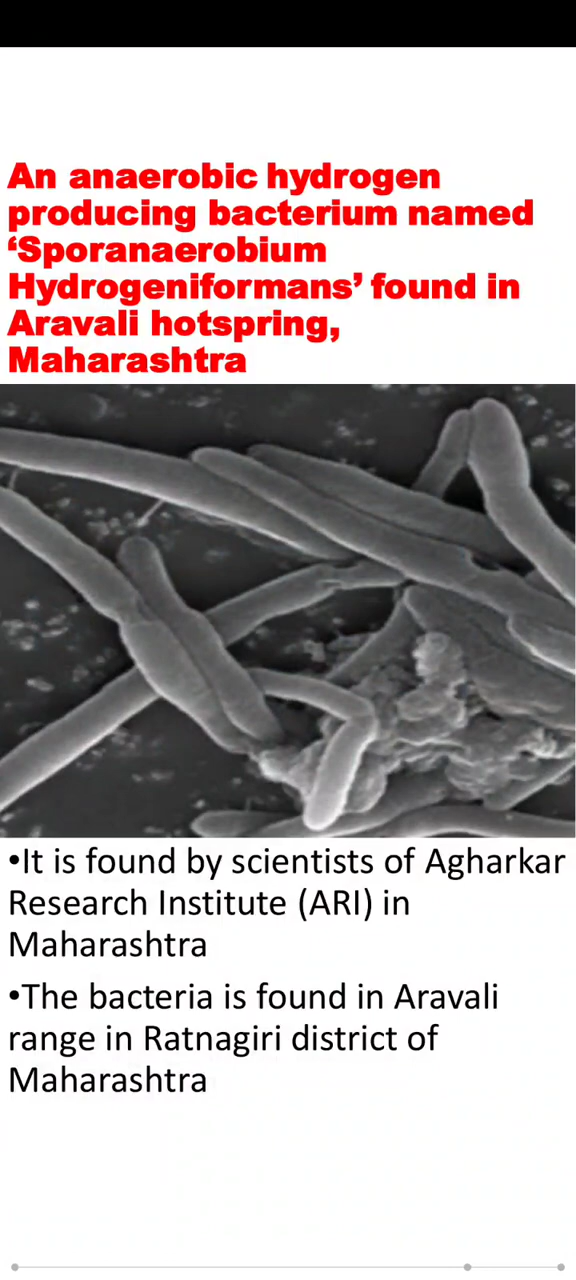 An anaerobic hydrogen
producing bacterium named
‘Sporanaerobium
Hydrogeniformans’ found in
Aravali hotspring,
Maharashtra
•It is found by scientists of Agharkar
Research Institute (ARI) in
Maharashtra
•The bacteria is found in Aravali
range in Ratnagiri district of
Maharashtra